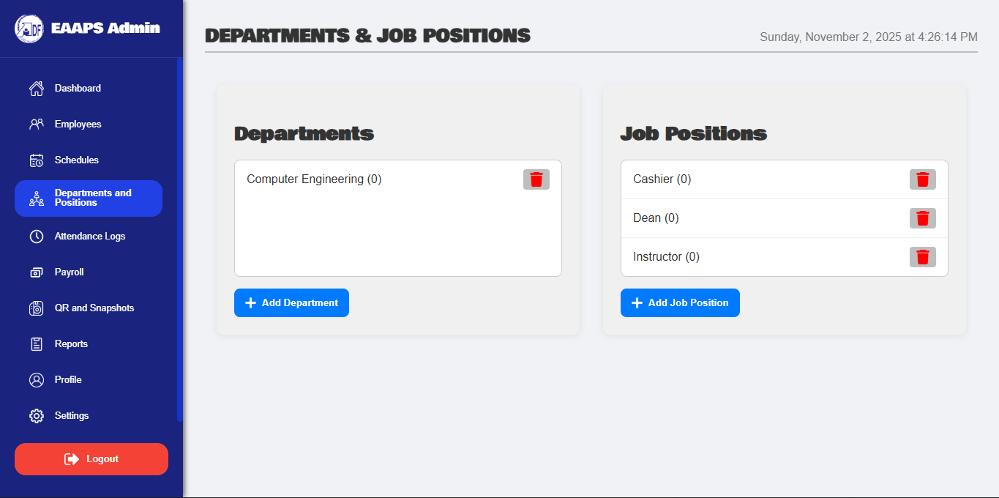 EAAPS Admin
Dashboard
Employees
Schedules
Departments and
Positions
Attendance Logs
Payroll
QR and Snapshots
Reports
Profile
Settings
Logout
DEPARTMENTS & JOB POSITIONS
Sunday, November 2, 2025 at 4:26:14 PM
Departments
Computer Engineering (0)
Add Department
Job Positions
Cashier (0)
Dean (0)
Instructor (0)
Add Job Position